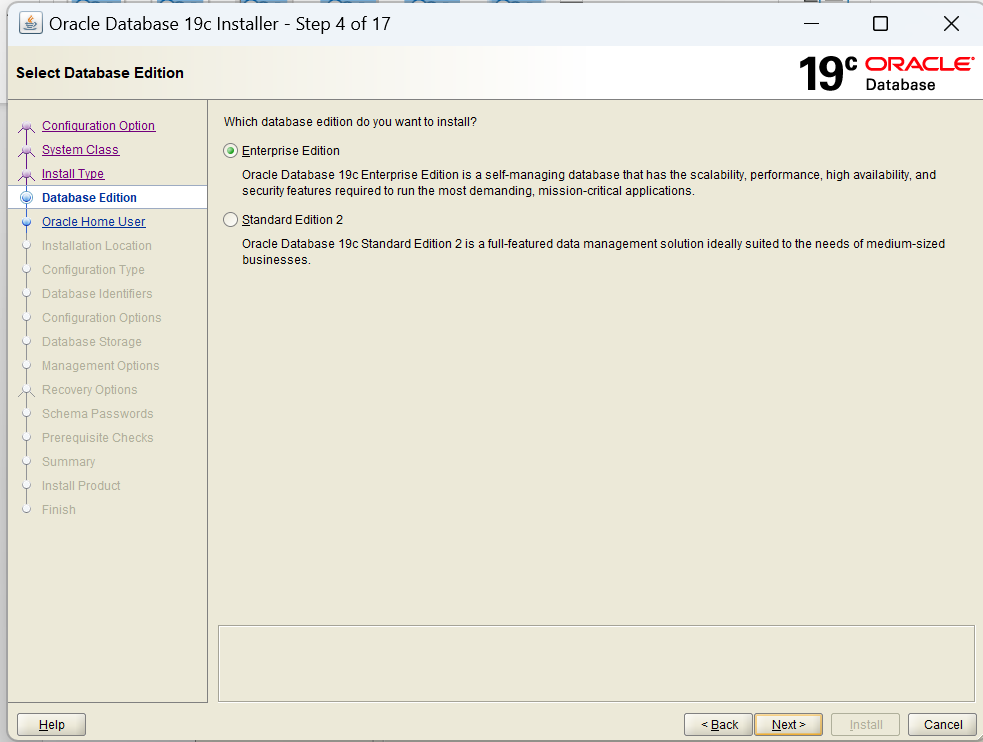 Oracle Database 19c Installer - Step 4 of 17
Select Database Edition
19c ORACLE
Database
Configuration Option
System Class
Install Type
Database Edition
Oracle Home User
Installation Location
Configuration Type
Database Identifiers
Configuration Options
Database Storage
Management Options
Recovery Options
Schema Passwords
Prerequisite Checks
Summary
Install Product
Finish
Which database edition do you want to install?
Enterprise Edition
Oracle Database 19c Enterprise Edition is a self-managing database that has the scalability, performance, high availability, and
security features required to run the most demanding, mission-critical applications.
Standard Edition 2
Oracle Database 19c Standard Edition 2 is a full-featured data management solution ideally suited to the needs of medium-sized
businesses.
Help
< Back
Next >
Install
Cancel